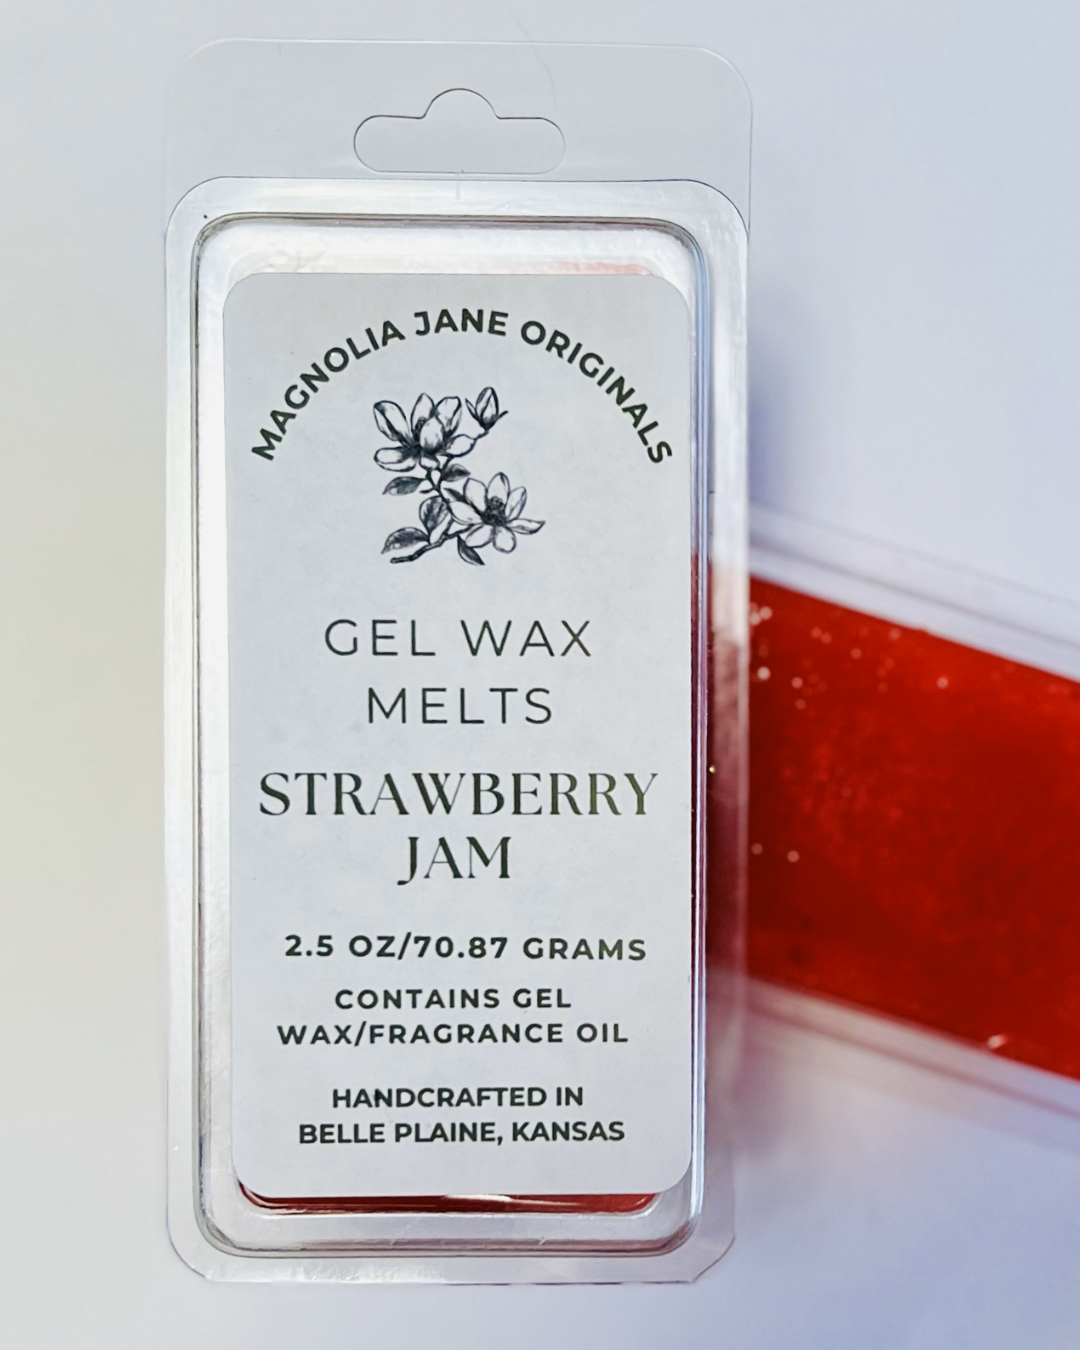 MAGNOLIA JANE ORIGINALS
GEL WAX
MELTS
STRAWBERRY
JAM
2.5 OZ/70.87 GRAMS
CONTAINS GEL
WAX/FRAGRANCE OIL
HANDCRAFTED IN
BELLE PLAINE, KANSAS